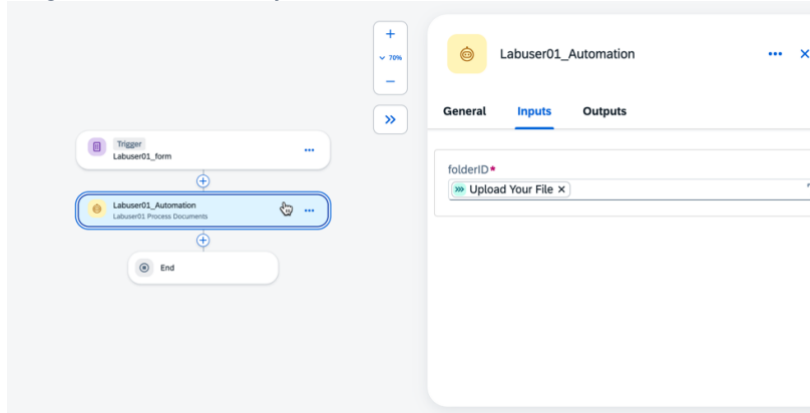 70%
Trigger
Labuser01_form
Labuser01_Automation
Labuser01 Process Documents
End
Labuser01_Automation
General Inputs Outputs
folderID*
Upload Your File